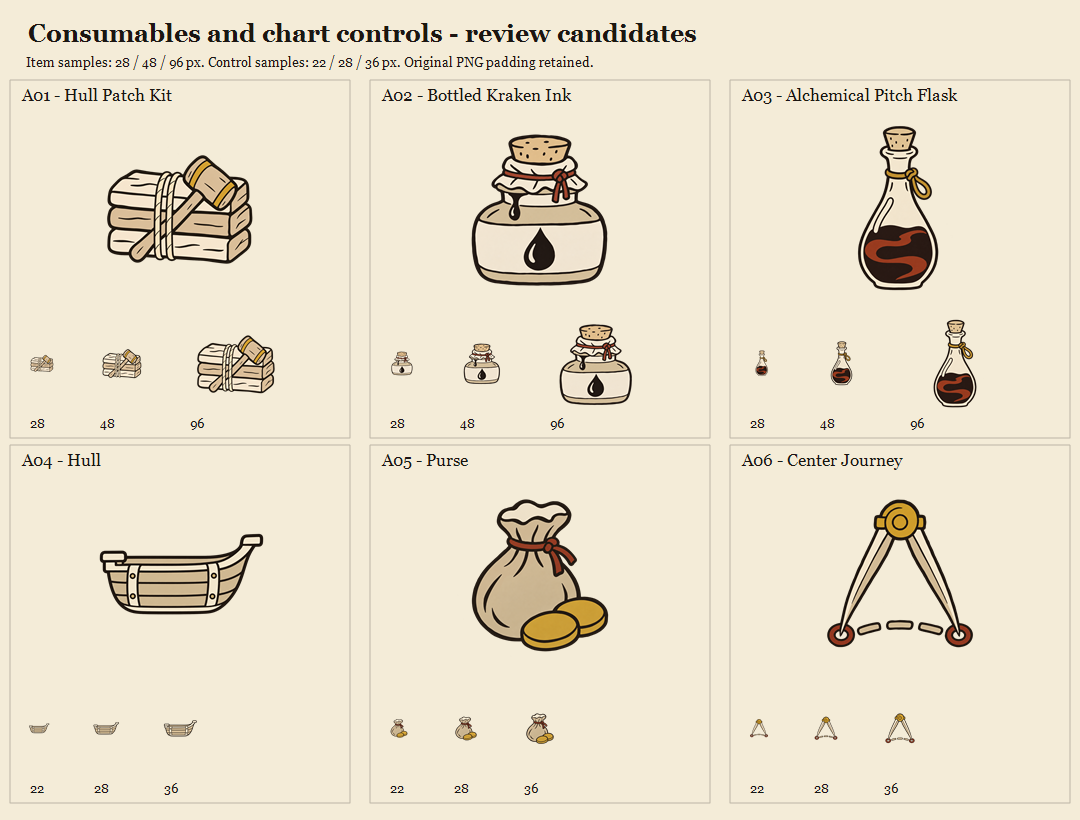 Consumables and chart controls - review candidates
Item samples: 28 / 48 / 96 px. Control samples: 22 / 28 / 36 px. Original PNG padding retained.
A01 - Hull Patch Kit
28 48 96
A02 - Bottled Kraken Ink
28 48 96
A03 - Alchemical Pitch Flask
28 48 96
A04 - Hull
22 28 36
A05 - Purse
22 28 36
A06 - Center Journey
22 28 36